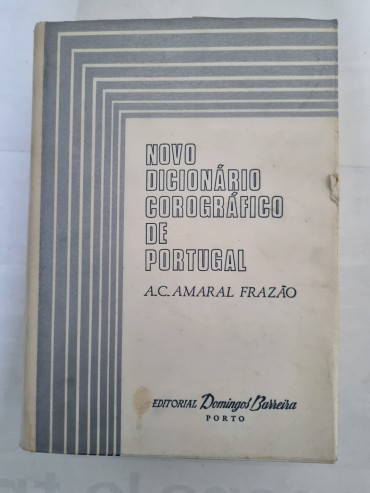 NOVO
DICIONÁRIO
COROGRÁFICO
DE
PORTUGAL
A.C. AMARAL FRAZÃO
EDITORIAL Domingos Barreira
PORTO